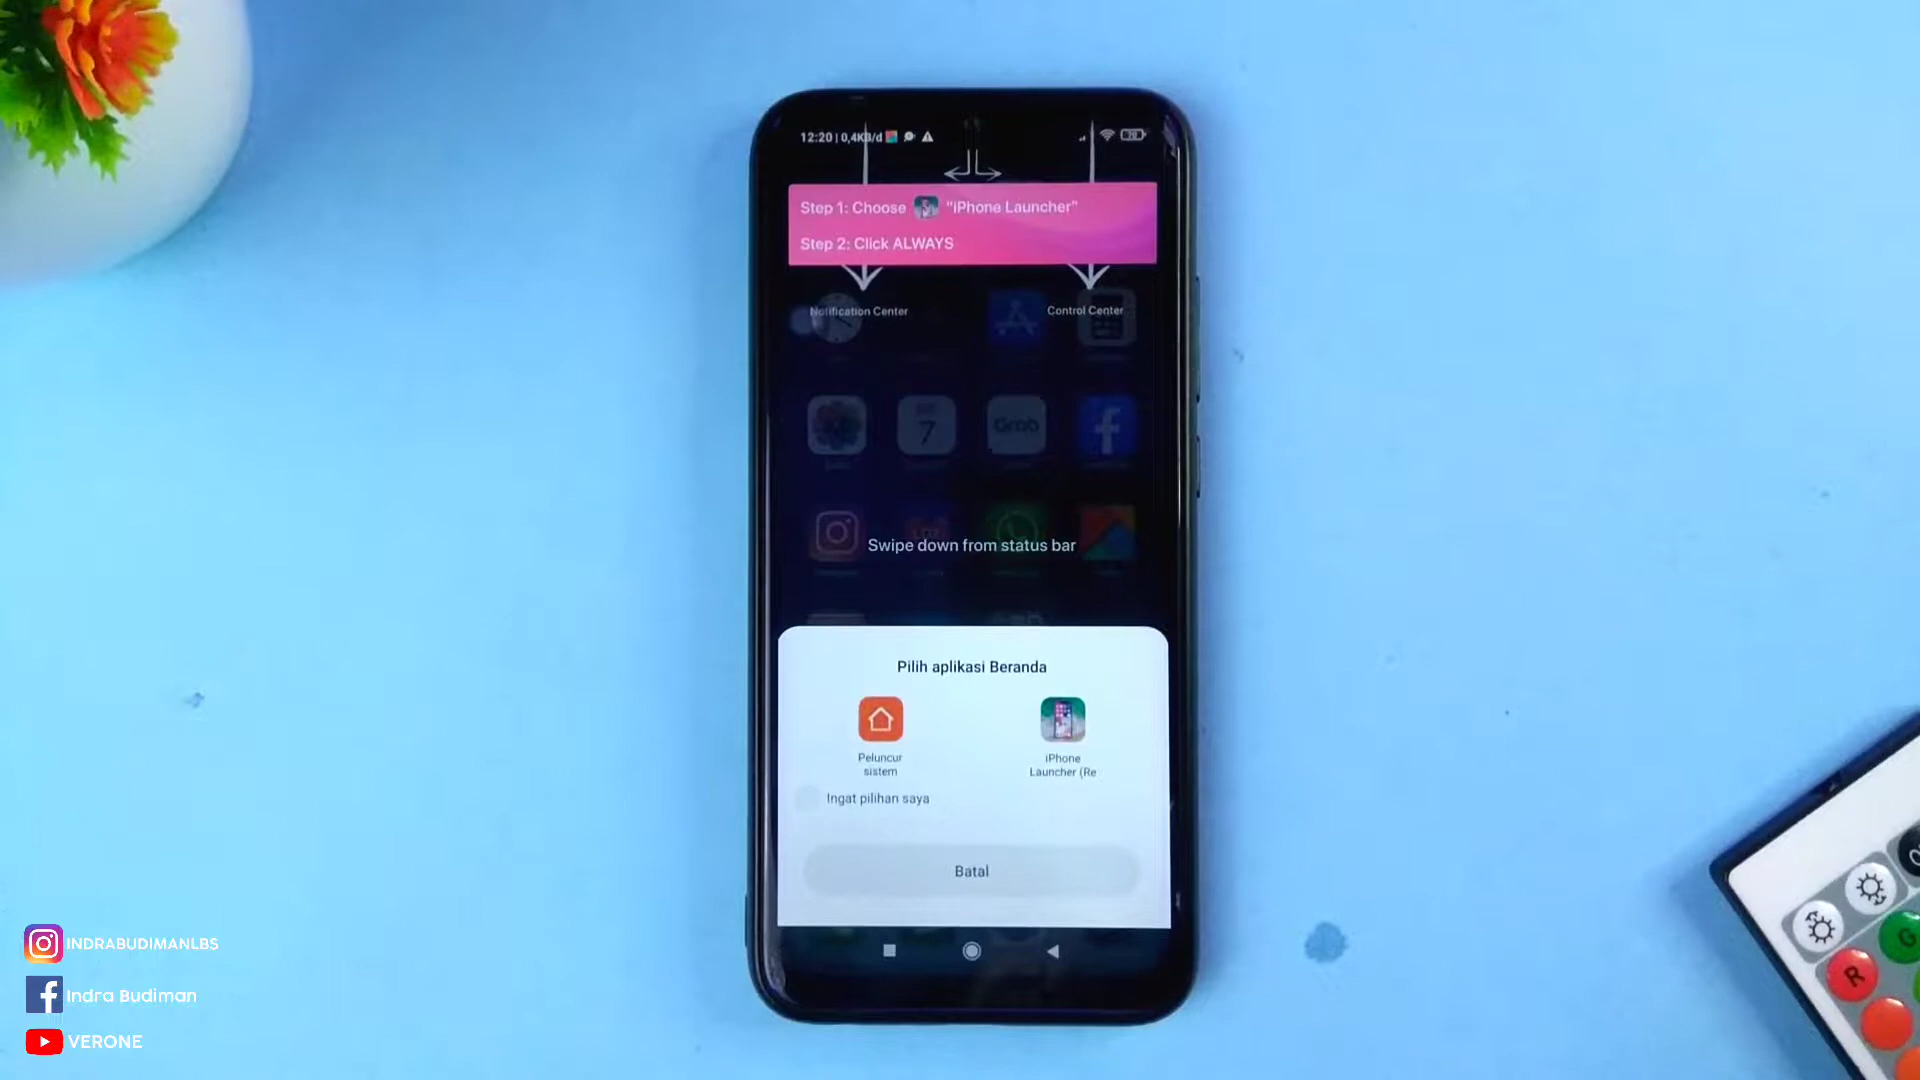 12:20 | 0,4KB/d
Step 1: Choose "iPhone Launcher"
Step 2: Click ALWAYS
Notification Center
Control Center
7
Grab
Swipe down from status bar
Pilih aplikasi Beranda
Peluncur
sistem
iPhone
Launcher (Re
Ingat pilihan saya
Batal
INDRABUDIMANLBS
Indra Budiman
VERONE
G
R